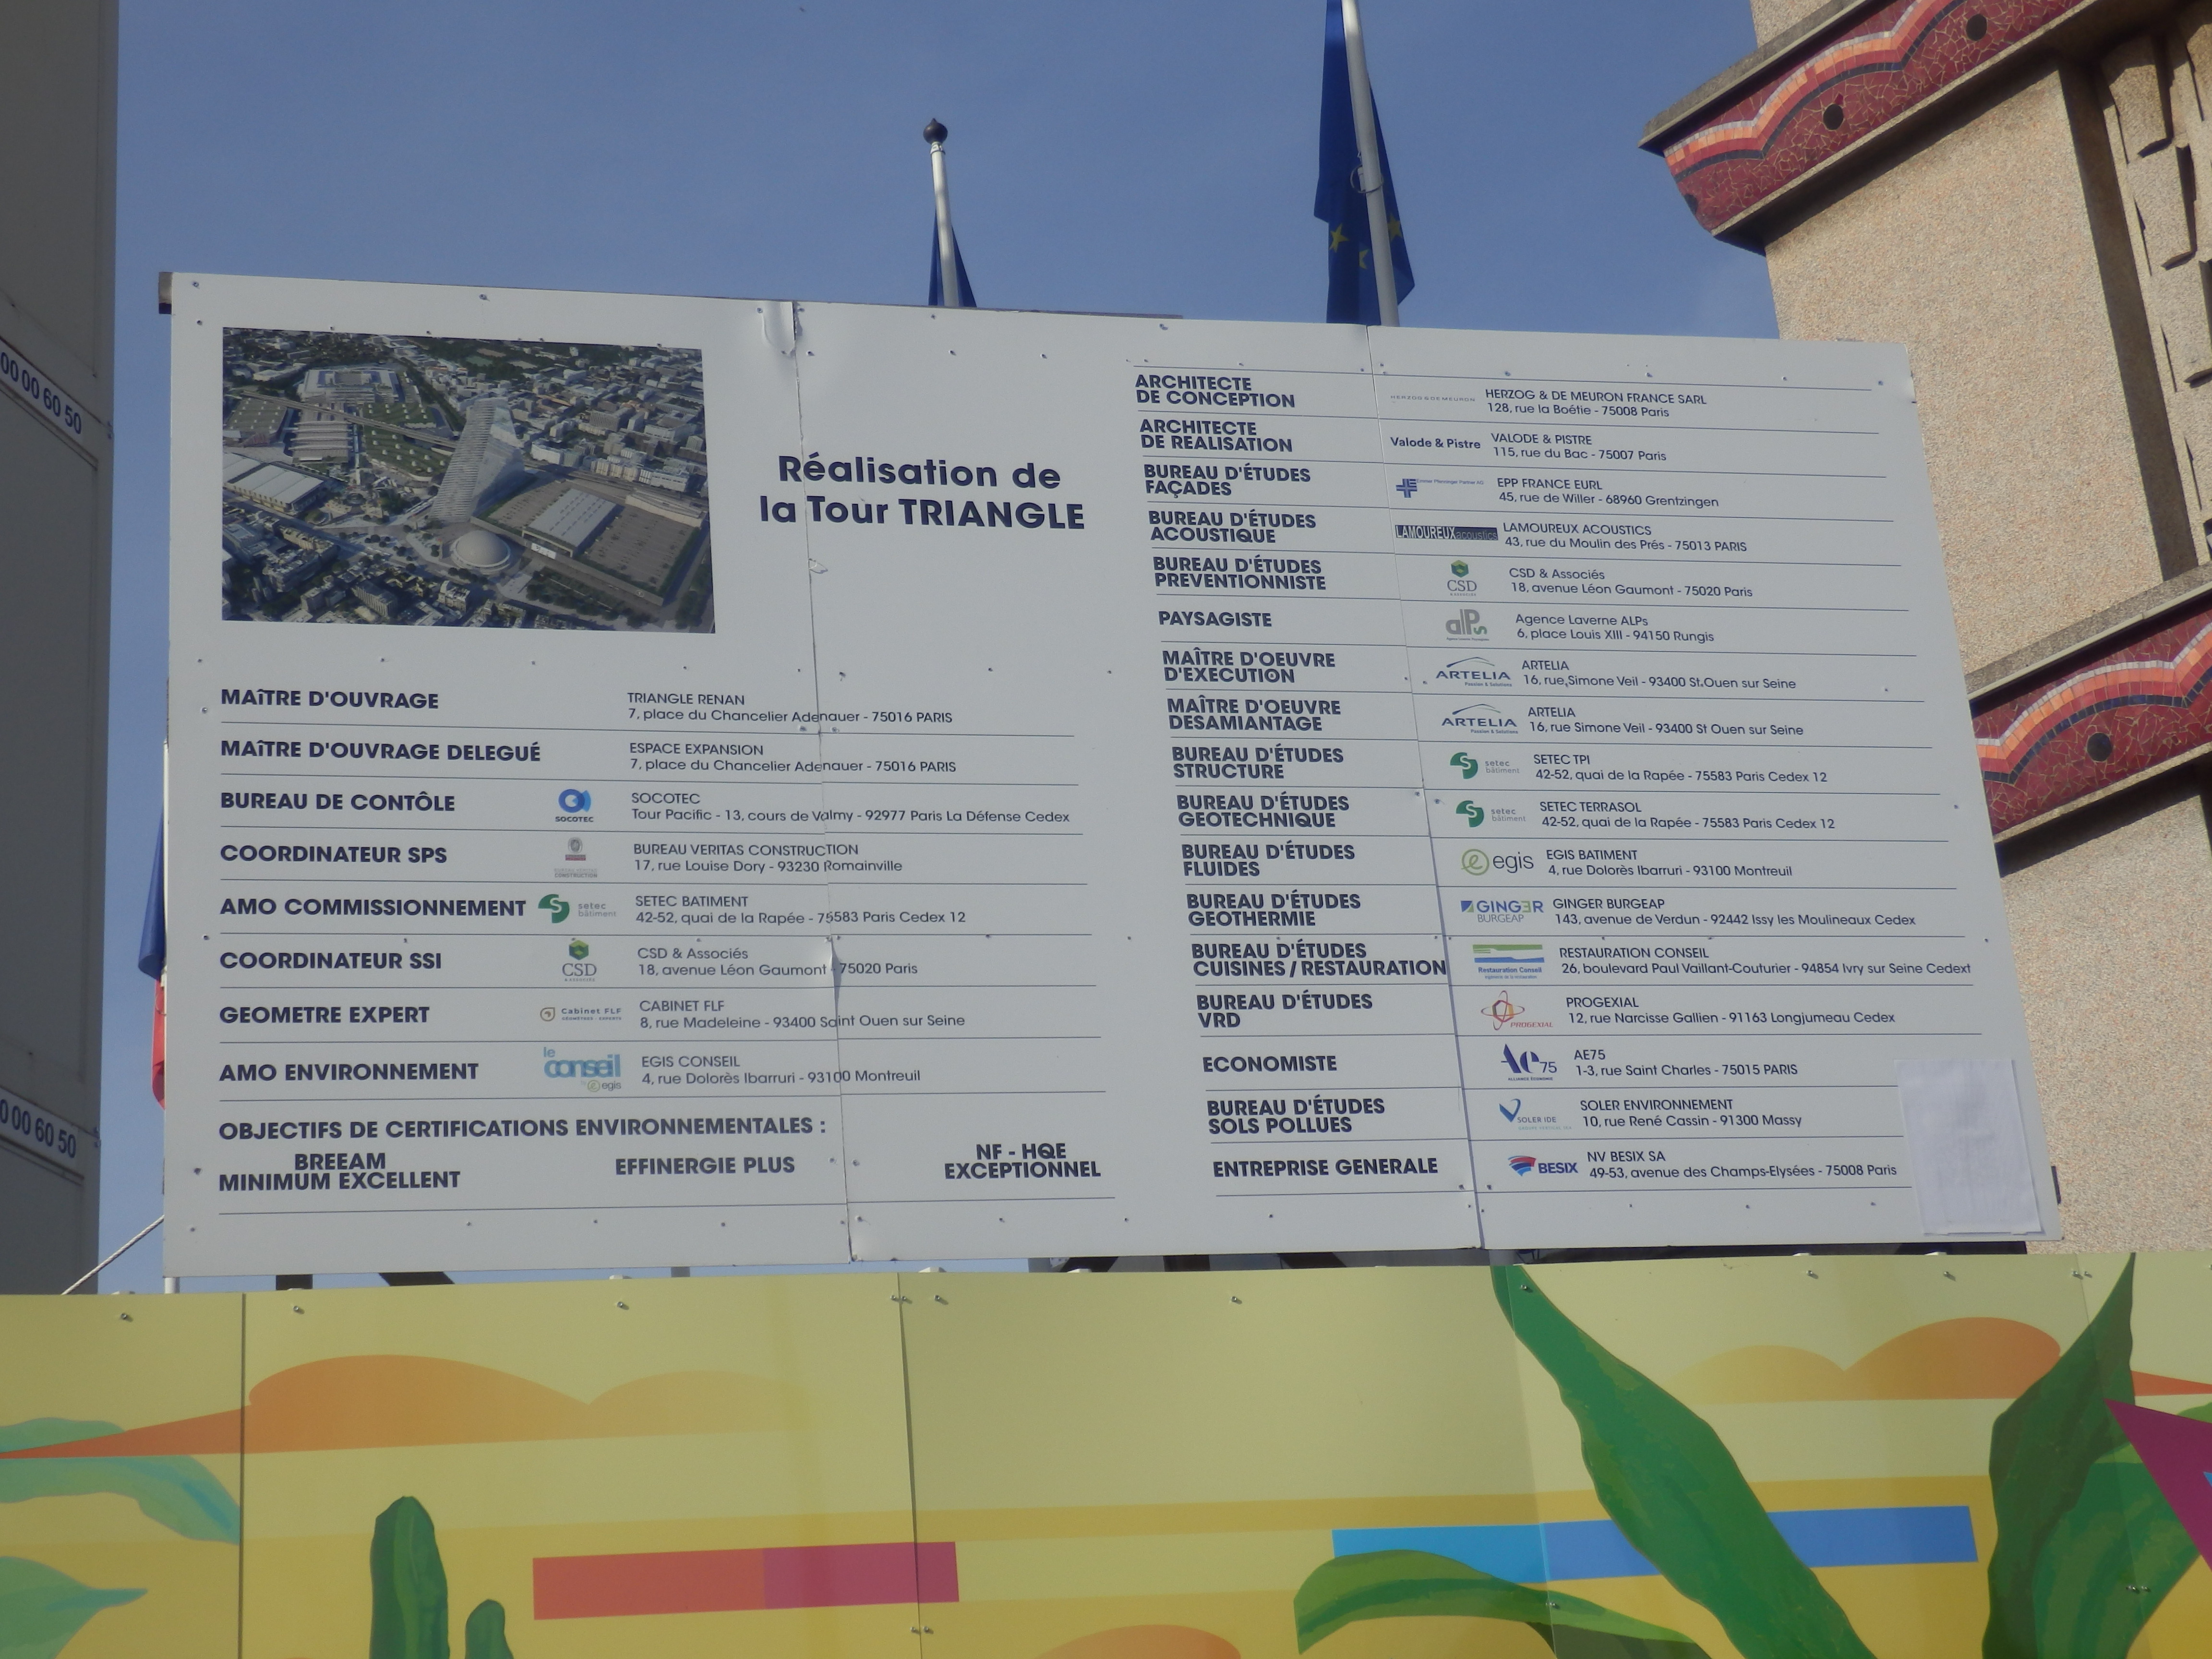 00 00 60 50
00 00 60 50
Réalisation de
la Tour TRIANGLE
MAîTRE D'OUVRAGE
TRIANGLE RENAN
7, place du Chancelier Adenauer - 75016 PARIS
MAîTRE D'OUVRAGE DELEGUÉ
ESPACE EXPANSION
7, place du Chancelier Adenauer - 75016 PARIS
BUREAU DE CONTÔLE
SOCOTEC
SOCOTEC
Tour Pacific - 13, cours de Valmy - 92977 Paris La Défense Cedex
COORDINATEUR SPS
BUREAU VERITAS CONSTRUCTION
17, rue Louise Dory - 93230 Romainville
AMO COMMISSIONNEMENT
setec
bâtiment
SETEC BATIMENT
42-52, quai de la Rapée - 75583 Paris Cedex 12
COORDINATEUR SSI
CSD
& ASSOCIÉS
CSD & Associés
18, avenue Léon Gaumont - 75020 Paris
GEOMETRE EXPERT
Cabinet FLF
GÉOMÈTRES - EXPERTS
CABINET FLF
8, rue Madeleine - 93400 Saint Ouen sur Seine
AMO ENVIRONNEMENT
le
conseil
egis
EGIS CONSEIL
4, rue Dolorès Ibarruri - 93100 Montreuil
OBJECTIFS DE CERTIFICATIONS ENVIRONNEMENTALES :
BREEAM
MINIMUM EXCELLENT
EFFINERGIE PLUS
NF - HQE
EXCEPTIONNEL
ARCHITECTE
DE CONCEPTION
HERZOG & DE MEURON
HERZOG & DE MEURON FRANCE SARL
128, rue la Boétie - 75008 Paris
ARCHITECTE
DE REALISATION
Valode & Pistre
VALODE & PISTRE
115, rue du Bac - 75007 Paris
BUREAU D'ÉTUDES
FAÇADES
EPP FRANCE EURL
45, rue de Willer - 68960 Grentzingen
BUREAU D'ÉTUDES
ACOUSTIQUE
LAMOUREUX acoustics
LAMOUREUX ACOUSTICS
43, rue du Moulin des Prés - 75013 PARIS
BUREAU D'ÉTUDES
PREVENTIONNISTE
CSD
& ASSOCIÉS
CSD & Associés
18, avenue Léon Gaumont - 75020 Paris
PAYSAGISTE
alPs
Agence Laverne ALPs
6, place Louis XIII - 94150 Rungis
MAÎTRE D'OEUVRE
D'EXECUTION
ARTELIA
Passion & Solutions
ARTELIA
16, rue Simone Veil - 93400 St Ouen sur Seine
MAÎTRE D'OEUVRE
DESAMIANTAGE
ARTELIA
Passion & Solutions
ARTELIA
16, rue Simone Veil - 93400 St Ouen sur Seine
BUREAU D'ÉTUDES
STRUCTURE
setec
bâtiment
SETEC TPI
42-52, quai de la Rapée - 75583 Paris Cedex 12
BUREAU D'ÉTUDES
GEOTECHNIQUE
setec
bâtiment
SETEC TERRASOL
42-52, quai de la Rapée - 75583 Paris Cedex 12
BUREAU D'ÉTUDES
FLUIDES
egis
EGIS BATIMENT
4, rue Dolorès Ibarruri - 93100 Montreuil
BUREAU D'ÉTUDES
GEOTHERMIE
GINGER
BURGEAP
GINGER BURGEAP
143, avenue de Verdun - 92442 Issy les Moulineaux Cedex
BUREAU D'ÉTUDES
CUISINES / RESTAURATION
Restauration Conseil
RESTAURATION CONSEIL
26, boulevard Paul Vaillant-Couturier - 94854 Ivry sur Seine Cedext
BUREAU D'ÉTUDES
VRD
PROGEXIAL
PROGEXIAL
12, rue Narcisse Gallien - 91163 Longjumeau Cedex
ECONOMISTE
Ae75
ALLIANCE ECONOMIE
AE75
1-3, rue Saint Charles - 75015 PARIS
BUREAU D'ÉTUDES
SOLS POLLUES
SOLER IDE
SOLER ENVIRONNEMENT
10, rue René Cassin - 91300 Massy
ENTREPRISE GENERALE
BESIX
NV BESIX SA
49-53, avenue des Champs-Elysées - 75008 Paris